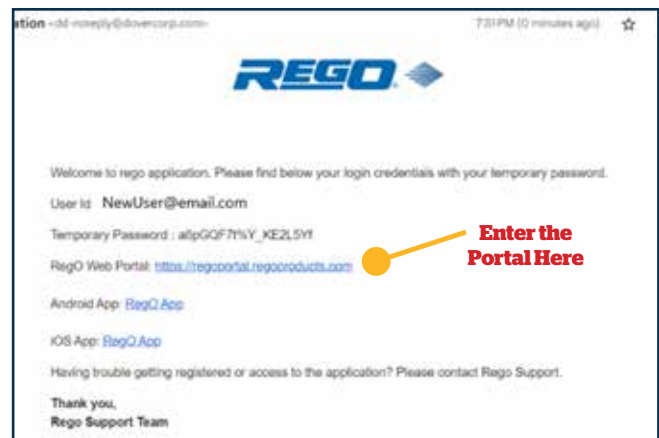 ation <dd-noreply@dovercorp.com> 7:31 PM (0 minutes ago)
REGO
Welcome to rego application. Please find below your login credentials with your temporary password.
User Id NewUser@email.com
Temporary Password :
RegO Web Portal: https://regoportal.regoproducts.com
Enter the
Portal Here
Android App: RegO App
iOS App: RegO App
Having trouble getting registered or access to the application? Please contact Rego Support.
Thank you,
Rego Support Team